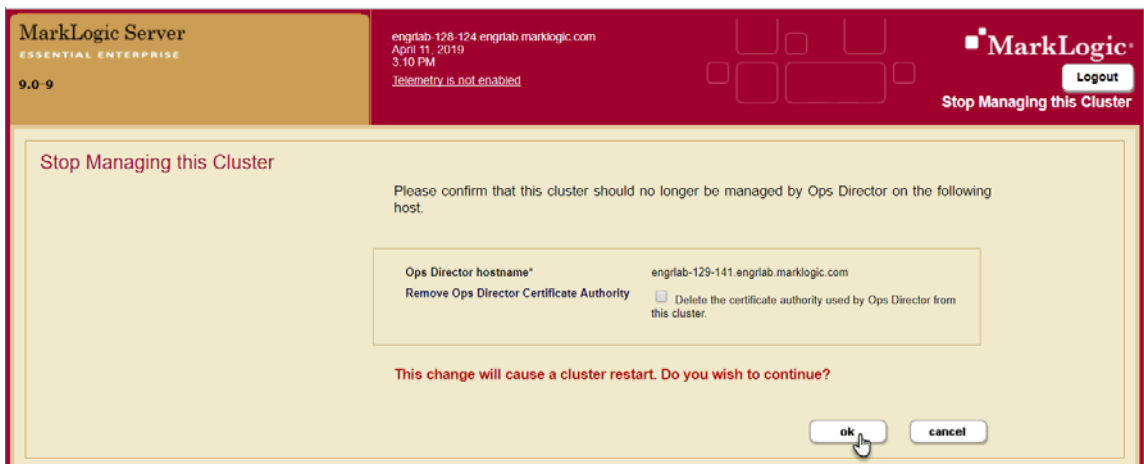 MarkLogic Server
ESSENTIAL ENTERPRISE
9.0-9
engrlab-128-124.engrlab.marklogic.com
April 11, 2019
3:10 PM
Telemetry is not enabled
MarkLogic
Logout
Stop Managing this Cluster
Stop Managing this Cluster
Please confirm that this cluster should no longer be managed by Ops Director on the following
host.
Ops Director hostname* engrlab-129-141.engrlab.marklogic.com
Remove Ops Director Certificate Authority Delete the certificate authority used by Ops Director from
this cluster.
This change will cause a cluster restart. Do you wish to continue?
ok cancel